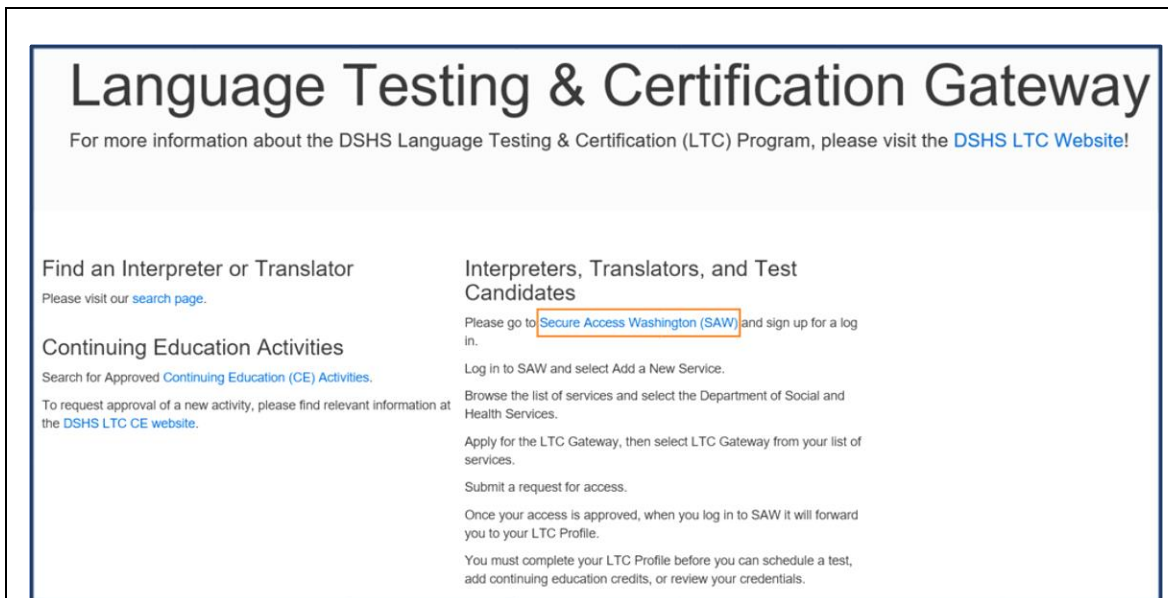 Language Testing & Certification Gateway
For more information about the DSHS Language Testing & Certification (LTC) Program, please visit the DSHS LTC Website!
Find an Interpreter or Translator
Please visit our search page.
Continuing Education Activities
Search for Approved Continuing Education (CE) Activities.
To request approval of a new activity, please find relevant information at
the DSHS LTC CE website.
Interpreters, Translators, and Test
Candidates
Please go to Secure Access Washington (SAW) and sign up for a log
in.
Log in to SAW and select Add a New Service.
Browse the list of services and select the Department of Social and
Health Services.
Apply for the LTC Gateway, then select LTC Gateway from your list of
services.
Submit a request for access.
Once your access is approved, when you log in to SAW it will forward
you to your LTC Profile.
You must complete your LTC Profile before you can schedule a test,
add continuing education credits, or review your credentials.